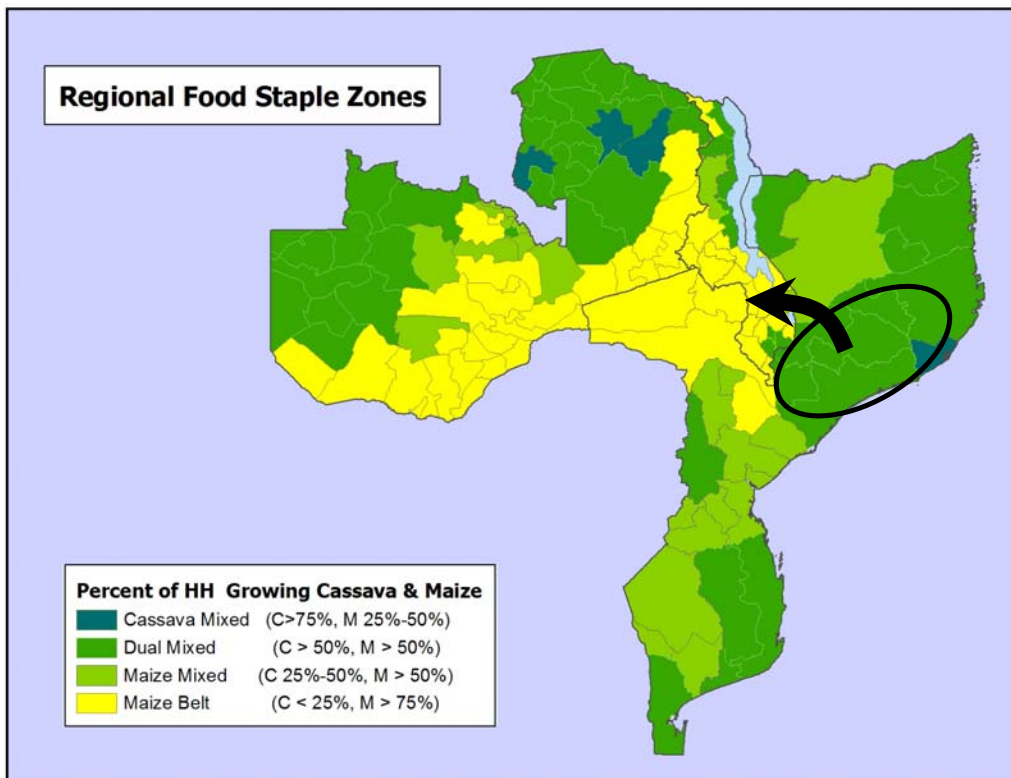 Regional Food Staple Zones
Percent of HH Growing Cassava & Maize
Cassava Mixed (C>75%, M 25%-50%)
Dual Mixed (C > 50%, M > 50%)
Maize Mixed (C 25%-50%, M > 50%)
Maize Belt (C < 25%, M > 75%)